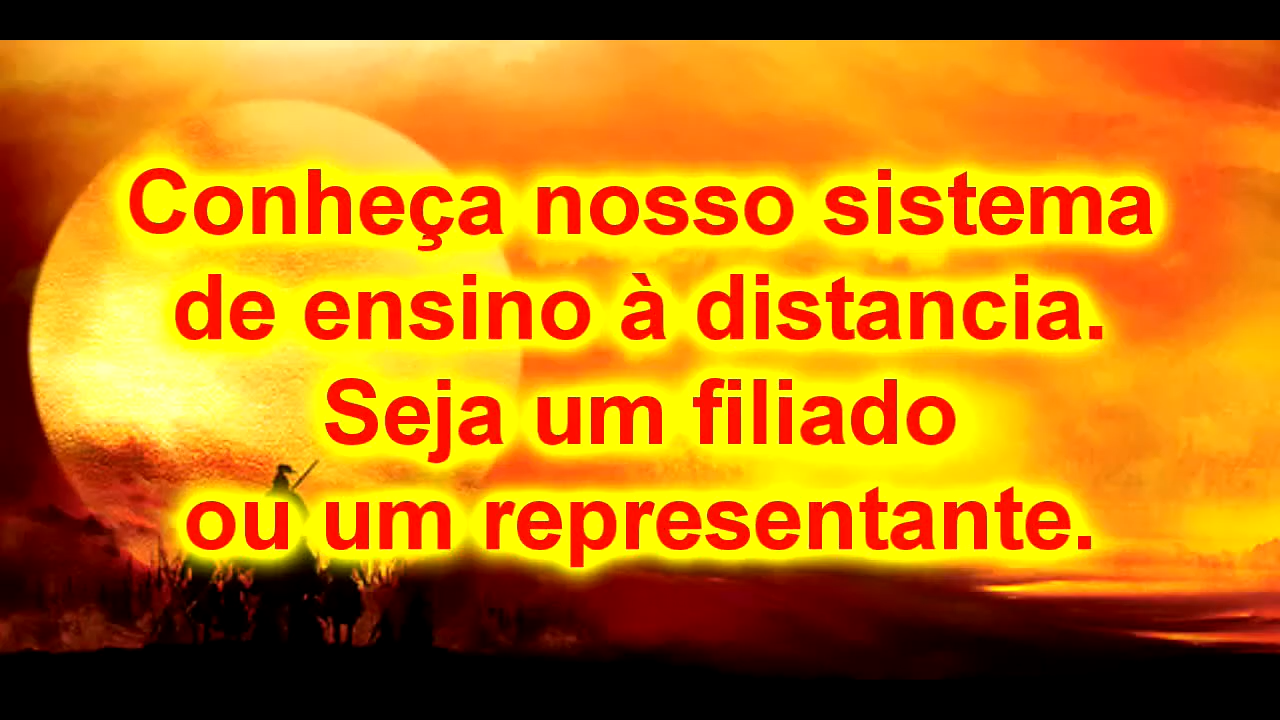 Conheça nosso sistema
de ensino à distancia.
Seja um filiado
ou um representante.